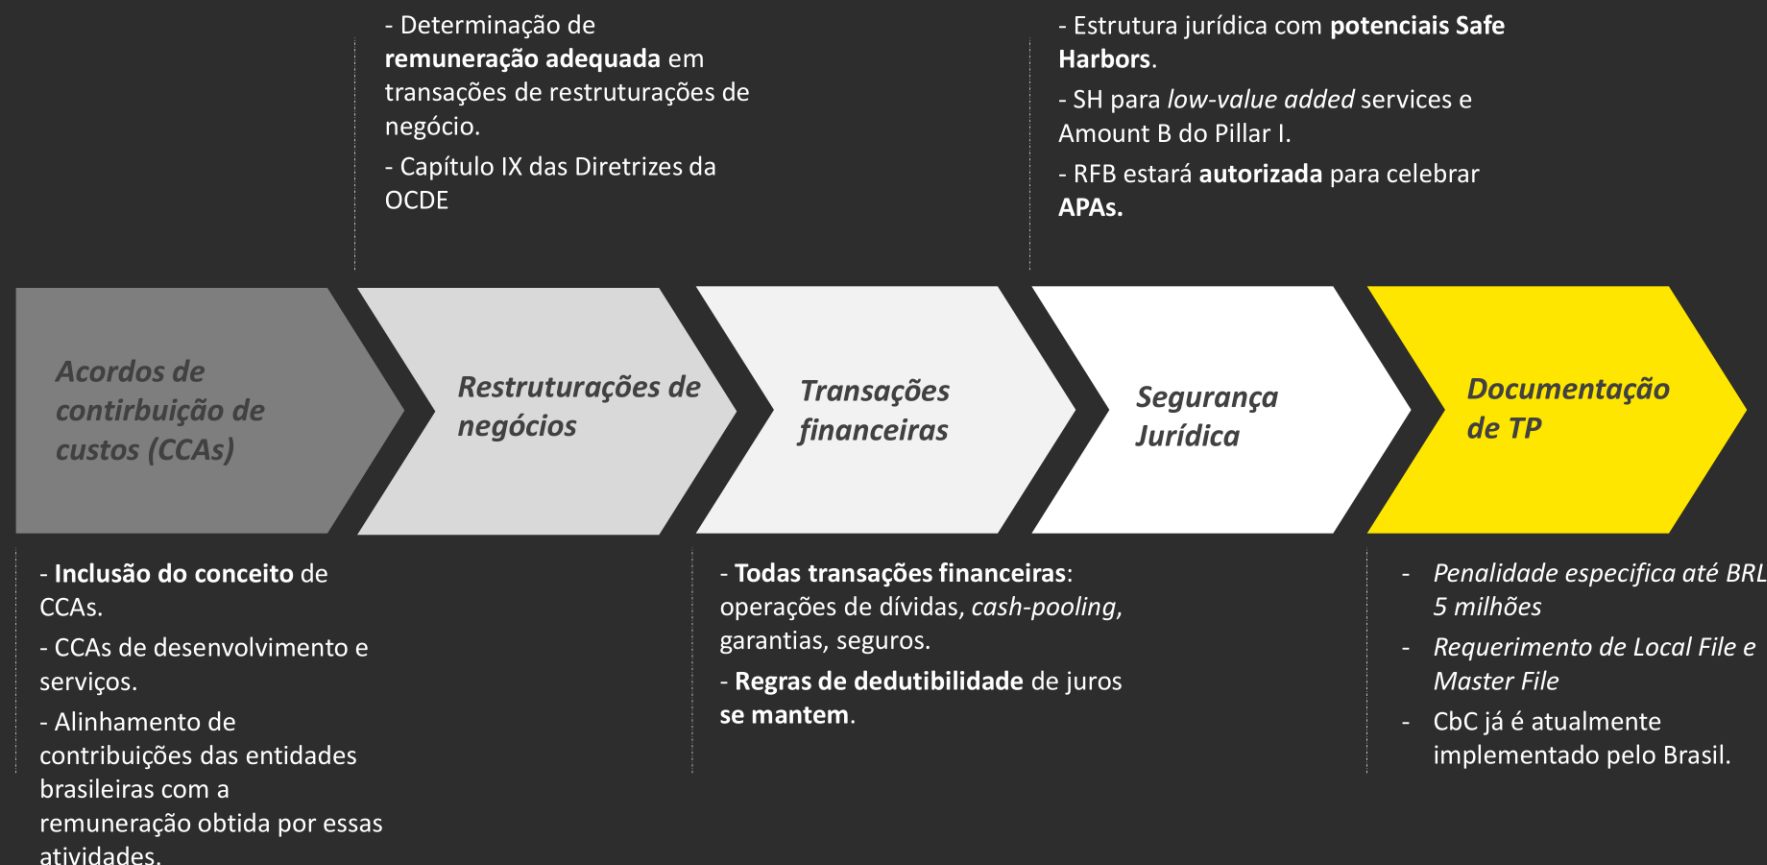 - Determinação de
remuneração adequada em
transações de restruturações de
negócio.
- Capítulo IX das Diretrizes da
OCDE
- Estrutura jurídica com potenciais Safe
Harbors.
- SH para low-value added services e
Amount B do Pillar I.
- RFB estará autorizada para celebrar
APAs.
Acordos de
contirbuição de
custos (CCAs)
Restruturações de
negócios
Transações
financeiras
Segurança
Jurídica
Documentação
de TP
- Inclusão do conceito de
CCAs.
- CCAs de desenvolvimento e
serviços.
- Alinhamento de
contribuições das entidades
brasileiras com a
remuneração obtida por essas
atividades.
- Todas transações financeiras:
operações de dívidas, cash-pooling,
garantias, seguros.
- Regras de dedutibilidade de juros
se mantem.
- Penalidade especifica até BRL
5 milhões
- Requerimento de Local File e
Master File
- CbC já é atualmente
implementado pelo Brasil.